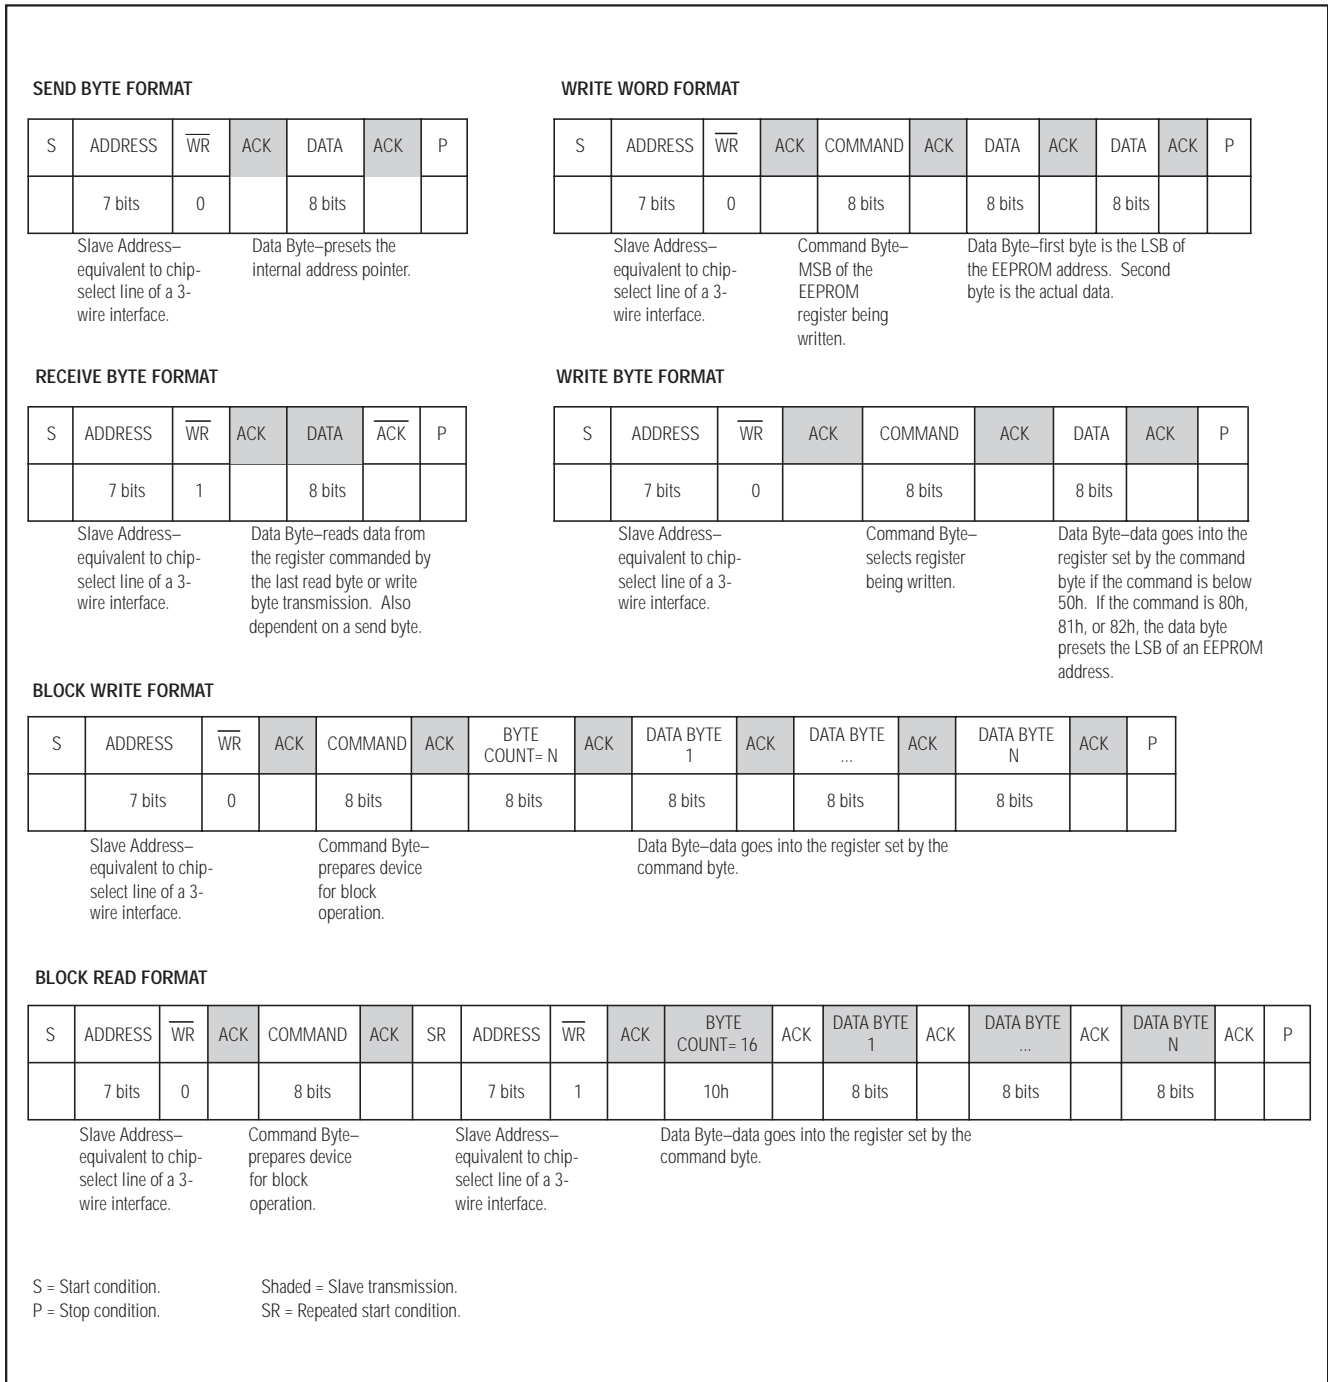 SEND BYTE FORMAT
S ADDRESS WR ACK DATA ACK P
7 bits 0 8 bits
Slave Address–
equivalent to chip-
select line of a 3-
wire interface.
Data Byte–presets the
internal address pointer.
WRITE WORD FORMAT
S ADDRESS WR ACK COMMAND ACK DATA ACK DATA ACK P
7 bits 0 8 bits 8 bits 8 bits
Slave Address–
equivalent to chip-
select line of a 3-
wire interface.
Command Byte–
MSB of the
EEPROM
register being
written.
Data Byte–first byte is the LSB of
the EEPROM address. Second
byte is the actual data.
RECEIVE BYTE FORMAT
S ADDRESS WR ACK DATA ACK P
7 bits 1 8 bits
Slave Address–
equivalent to chip-
select line of a 3-
wire interface.
Data Byte–reads data from
the register commanded by
the last read byte or write
byte transmission. Also
dependent on a send byte.
WRITE BYTE FORMAT
S ADDRESS WR ACK COMMAND ACK DATA ACK P
7 bits 0 8 bits 8 bits
Slave Address–
equivalent to chip-
select line of a 3-
wire interface.
Command Byte–
selects register
being written.
Data Byte–data goes into the
register set by the command
byte if the command is below
50h. If the command is 80h,
81h, or 82h, the data byte
presets the LSB of an EEPROM
address.
BLOCK WRITE FORMAT
S ADDRESS WR ACK COMMAND ACK BYTE COUNT= N ACK DATA BYTE 1 ACK DATA BYTE ... ACK DATA BYTE N ACK P
7 bits 0 8 bits 8 bits 8 bits 8 bits 8 bits
Slave Address–
equivalent to chip-
select line of a 3-
wire interface.
Command Byte–
prepares device
for block
operation.
Data Byte–data goes into the register set by the
command byte.
BLOCK READ FORMAT
S ADDRESS WR ACK COMMAND ACK SR ADDRESS WR ACK BYTE COUNT= 16 ACK DATA BYTE 1 ACK DATA BYTE ... ACK DATA BYTE N ACK P
7 bits 0 8 bits 7 bits 1 10h 8 bits 8 bits 8 bits
Slave Address–
equivalent to chip-
select line of a 3-
wire interface.
Command Byte–
prepares device
for block
operation.
Slave Address–
equivalent to chip-
select line of a 3-
wire interface.
Data Byte–data goes into the register set by the
command byte.
S = Start condition.
P = Stop condition.
Shaded = Slave transmission.
SR = Repeated start condition.